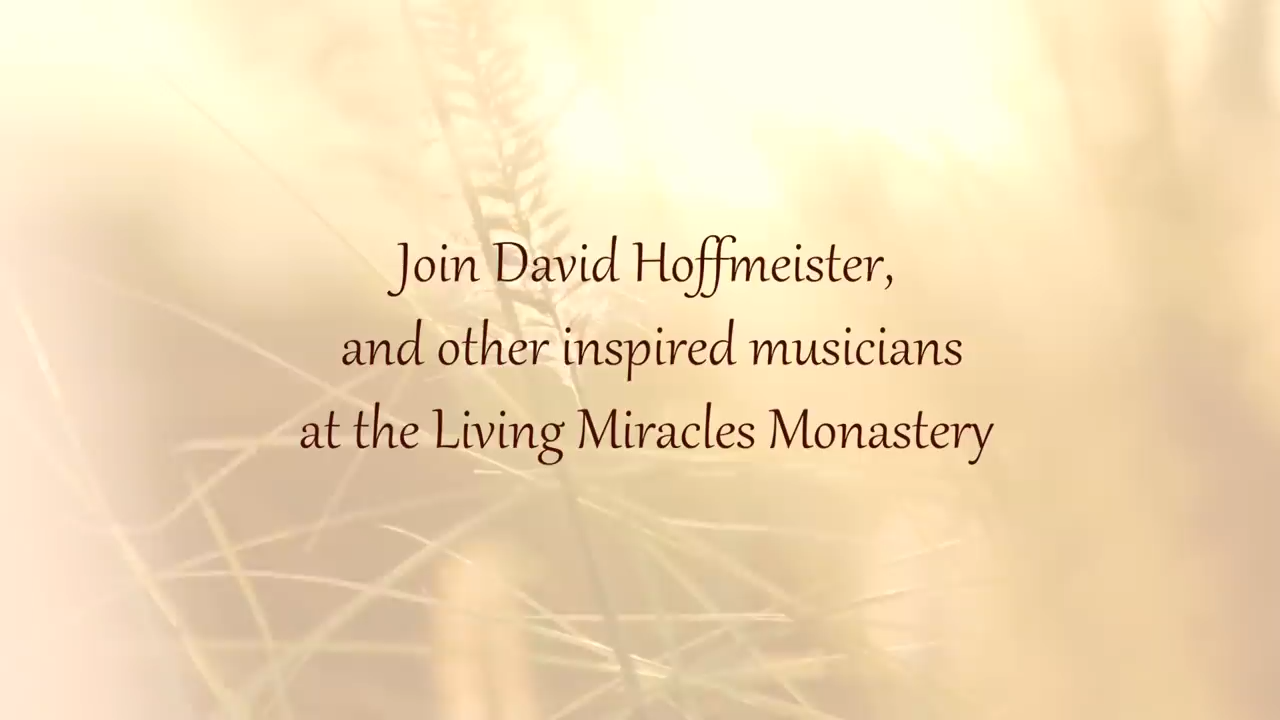 Join David Hoffmeister,
and other inspired musicians
at the Living Miracles Monastery